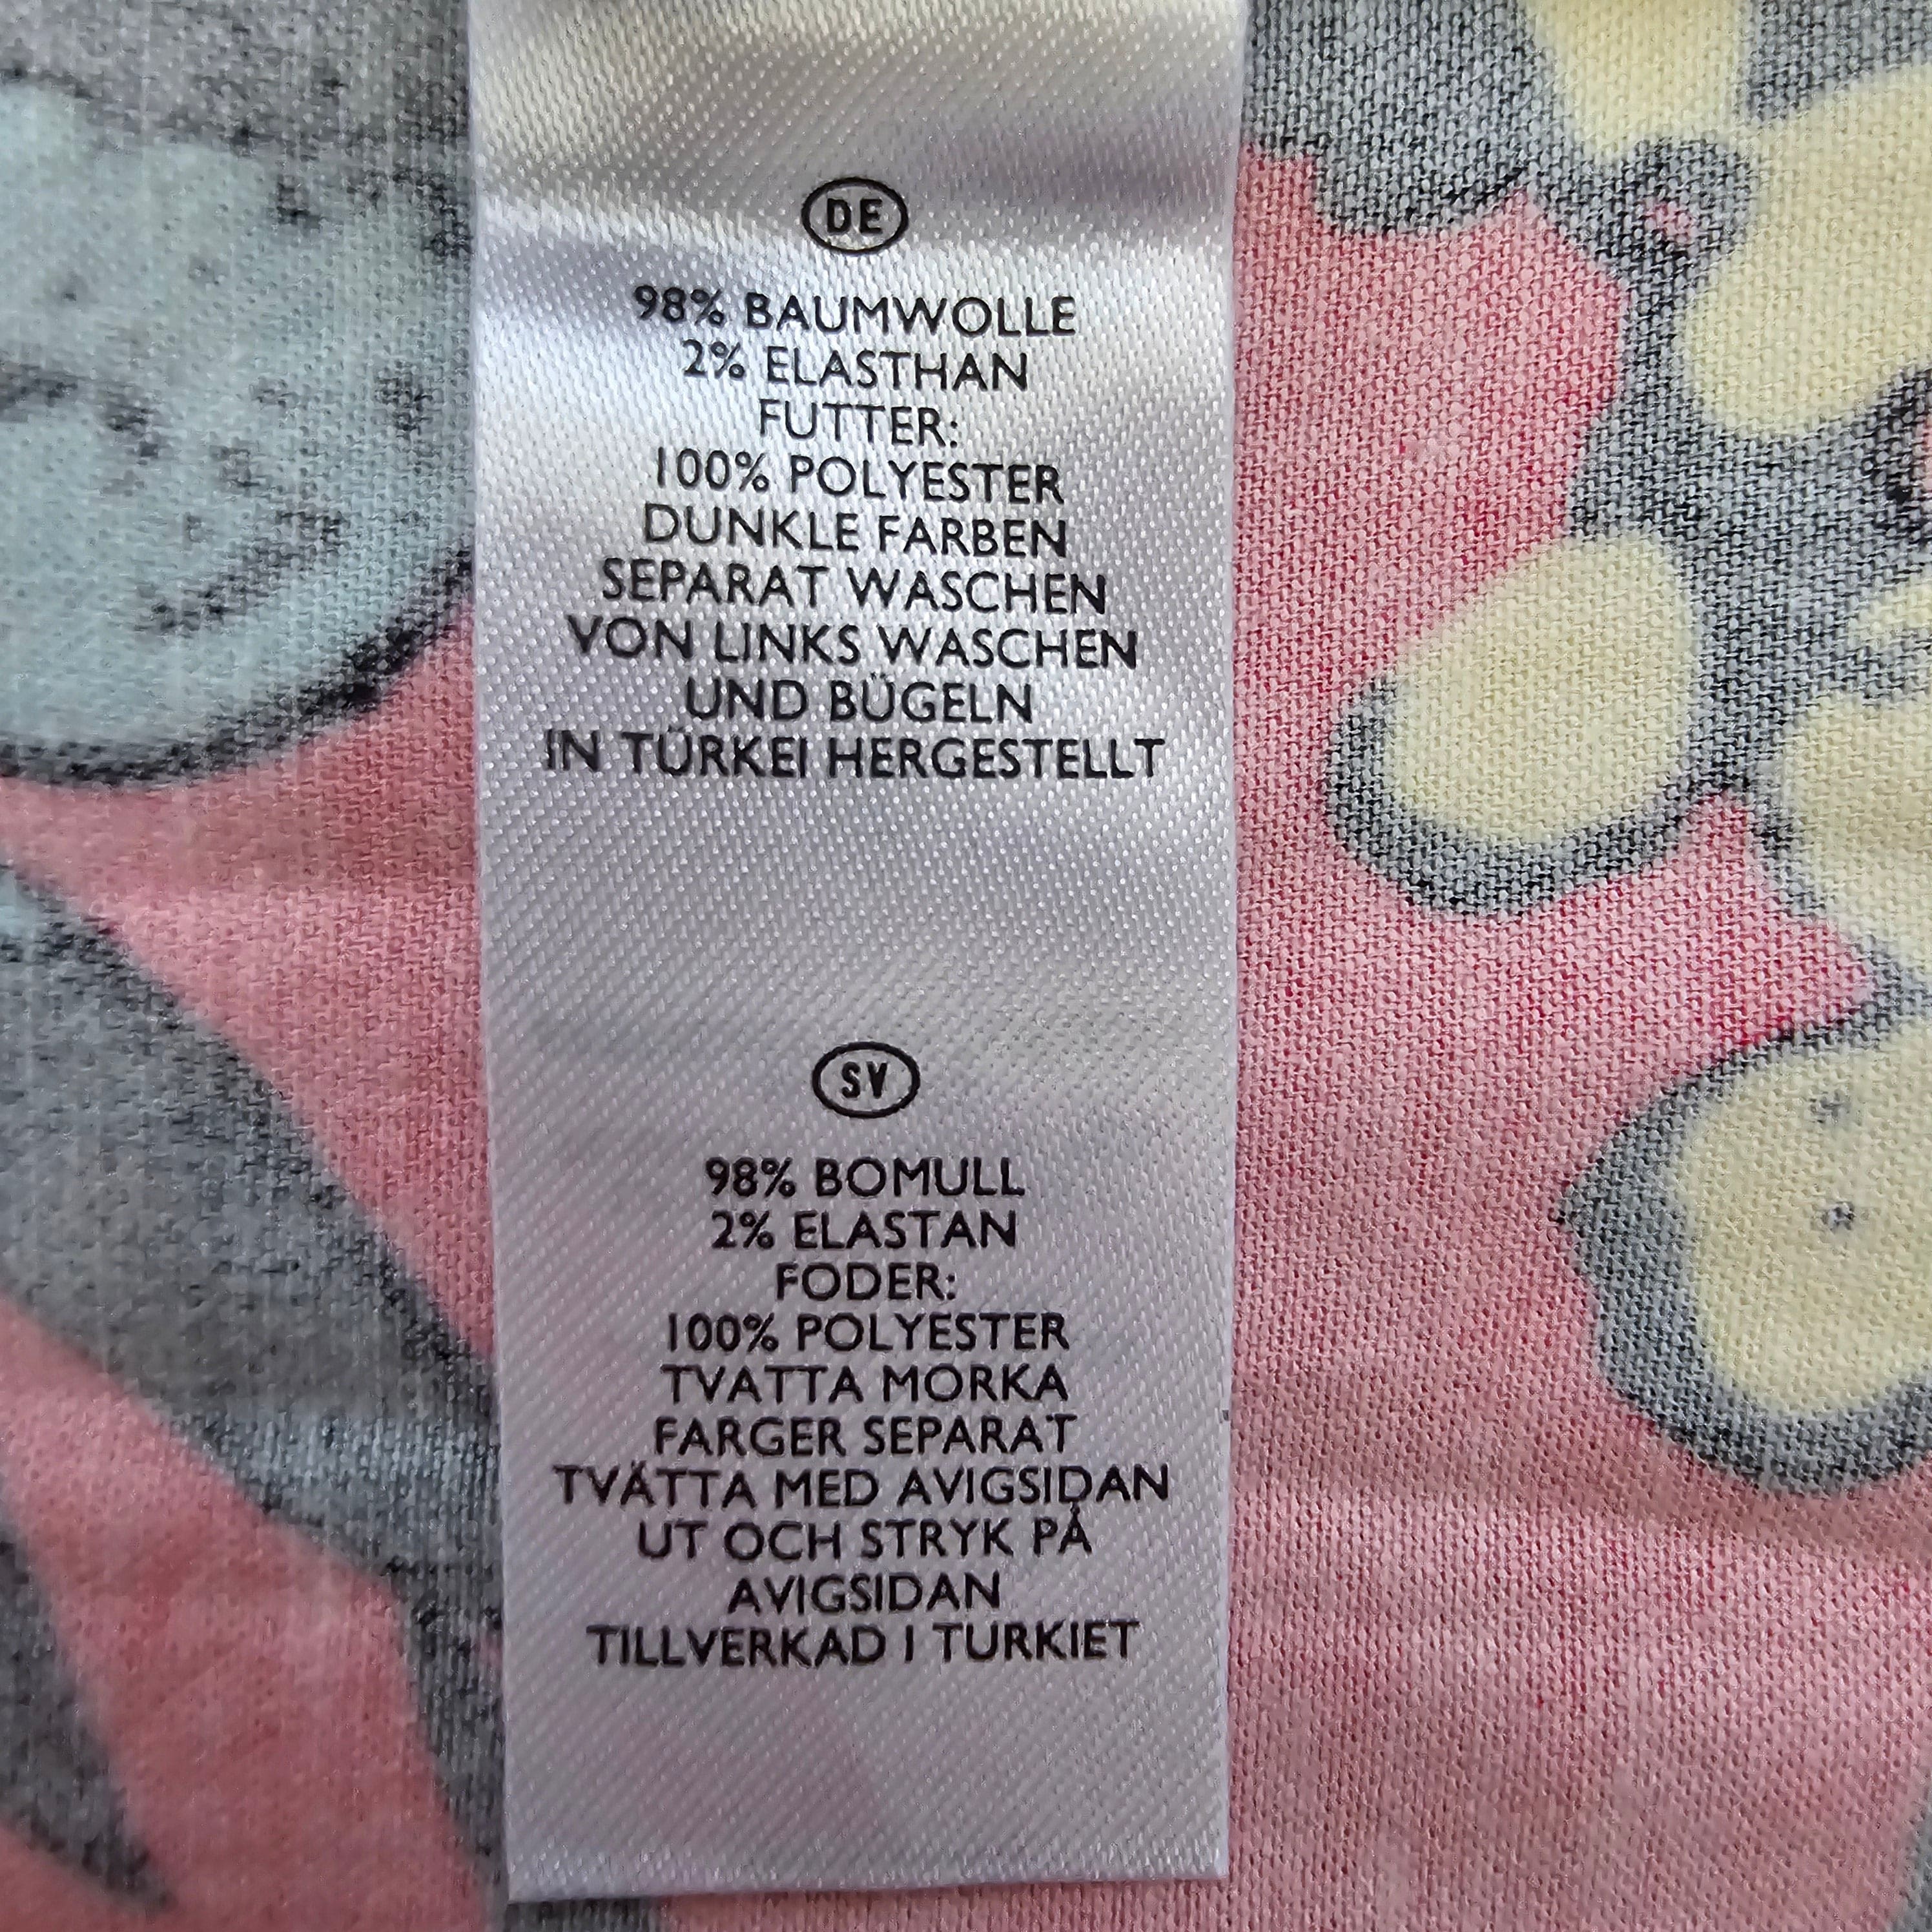 DE
98% BAUMWOLLE
2% ELASTHAN
FUTTER:
100% POLYESTER
DUNKLE FARBEN
SEPARAT WASCHEN
VON LINKS WASCHEN
UND BÜGELN
IN TÜRKEI HERGESTELLT
SV
98% BOMULL
2% ELASTAN
FODER:
100% POLYESTER
TVATTA MORKA
FARGER SEPARAT
TVÄTTA MED AVIGSIDAN
UT OCH STRYK PÅ
AVIGSIDAN
TILLVERKAD I TURKIET